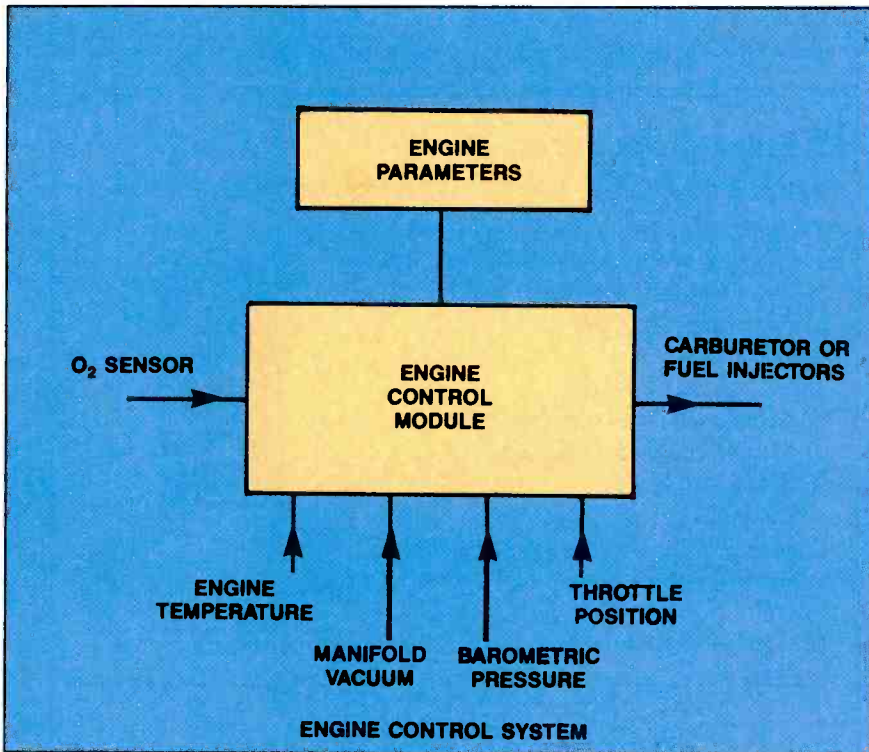 ENGINE
PARAMETERS
O₂ SENSOR
ENGINE
CONTROL
MODULE
CARBURETOR OR
FUEL INJECTORS
ENGINE
TEMPERATURE
MANIFOLD
VACUUM
BAROMETRIC
PRESSURE
THROTTLE
POSITION
ENGINE CONTROL SYSTEM